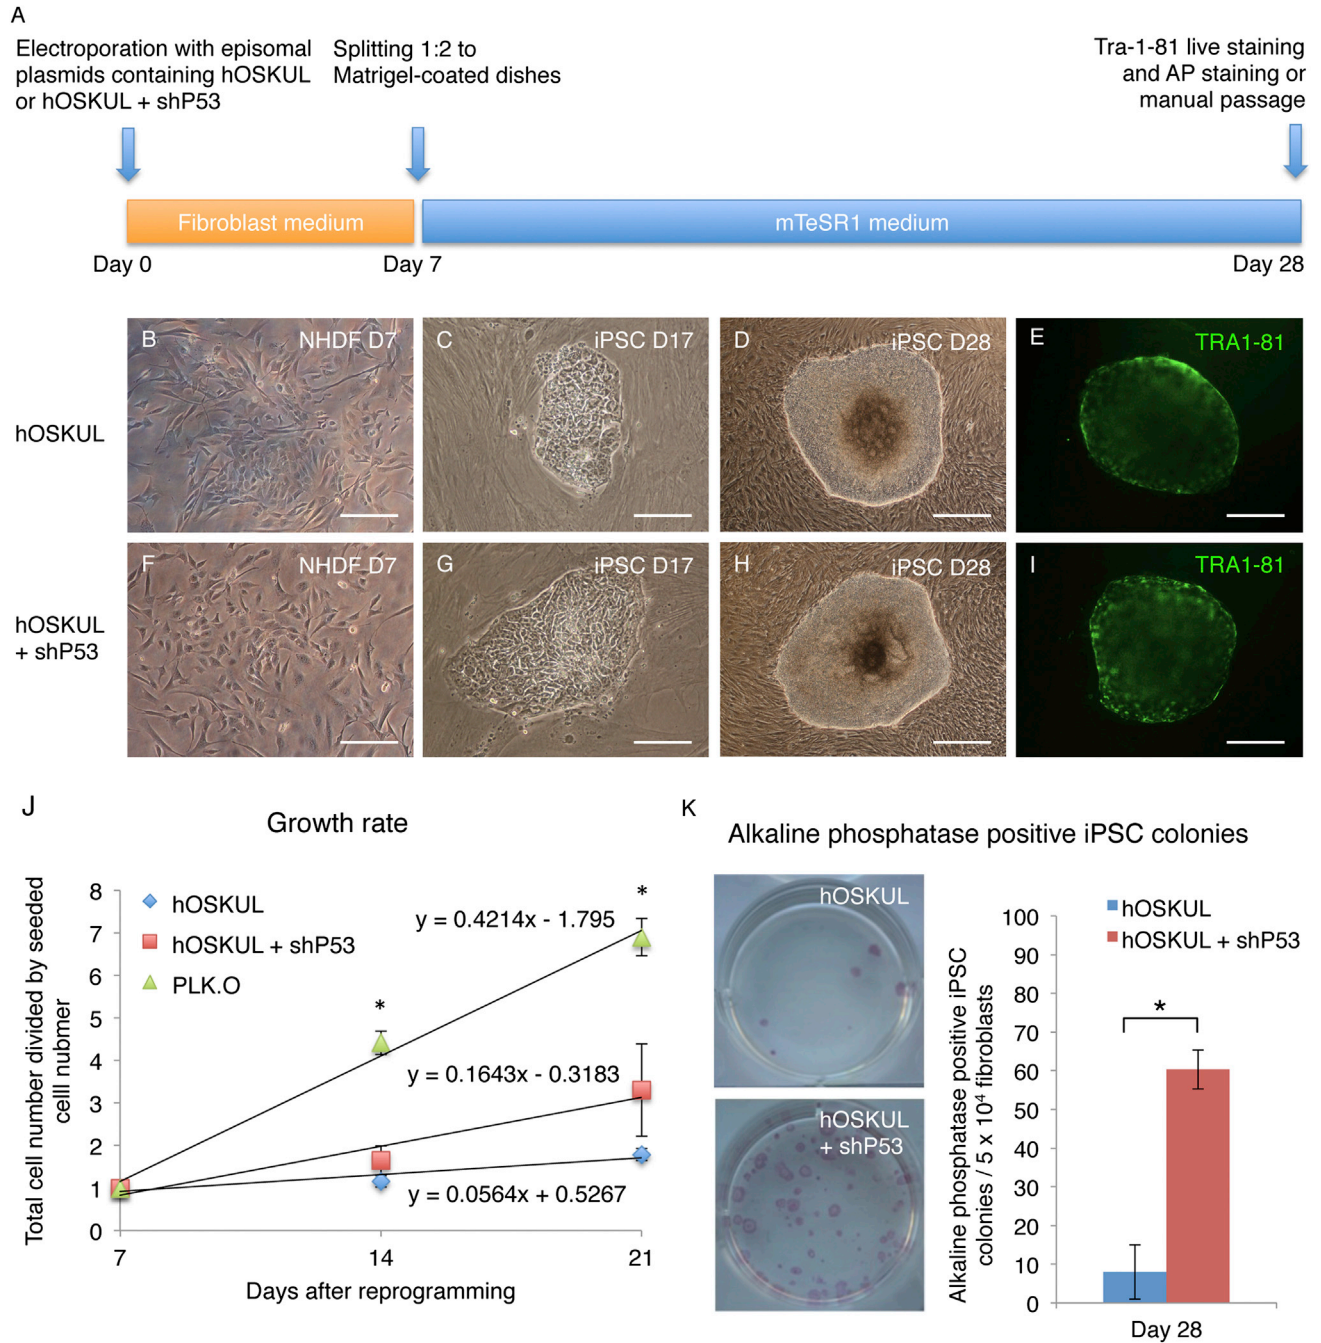 A
Electroporation with episomal
plasmids containing hOSKUL
or hOSKUL + shP53
Splitting 1:2 to
Matrigel-coated dishes
Tra-1-81 live staining
and AP staining or
manual passage
Fibroblast medium
mTeSR1 medium
Day 0
Day 7
Day 28
hOSKUL
B
NHDF D7
C
iPSC D17
D
iPSC D28
E
TRA1-81
hOSKUL
+ shP53
F
NHDF D7
G
iPSC D17
H
iPSC D28
I
TRA1-81
J
Growth rate
Total cell number divided by seeded
cell nubmer
8
7
6
5
4
3
2
1
0
hOSKUL
hOSKUL + shP53
PLK.O
y = 0.4214x - 1.795
*
*
y = 0.1643x - 0.3183
y = 0.0564x + 0.5267
7
14
21
Days after reprogramming
K
Alkaline phosphatase positive iPSC colonies
hOSKUL
hOSKUL
+ shP53
Alkaline phosphatase positive iPSC
colonies / 5 x 10⁴ fibroblasts
100
90
80
70
60
50
40
30
20
10
0
hOSKUL
hOSKUL + shP53
*
Day 28